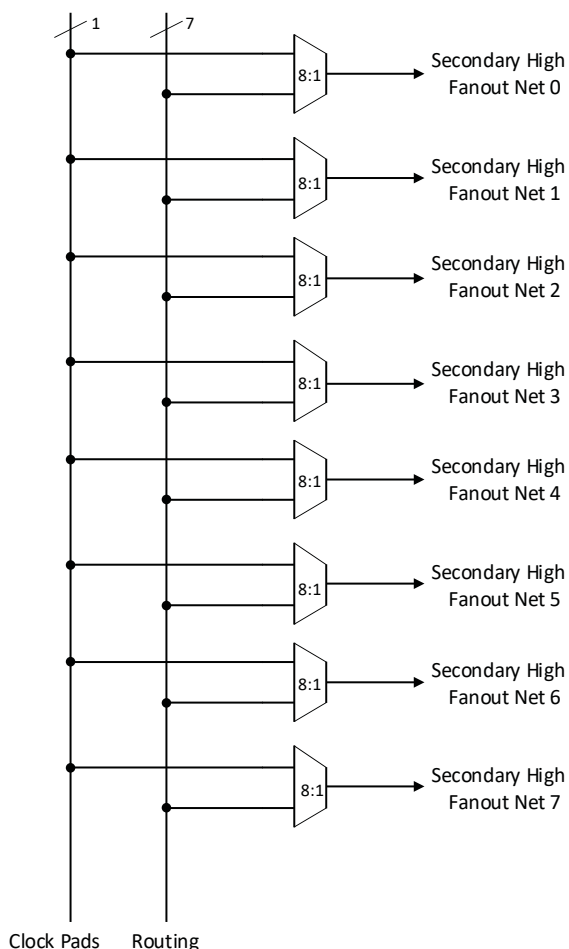 1
7
8:1
Secondary High
Fanout Net 0
8:1
Secondary High
Fanout Net 1
8:1
Secondary High
Fanout Net 2
8:1
Secondary High
Fanout Net 3
8:1
Secondary High
Fanout Net 4
8:1
Secondary High
Fanout Net 5
8:1
Secondary High
Fanout Net 6
8:1
Secondary High
Fanout Net 7
Clock Pads
Routing